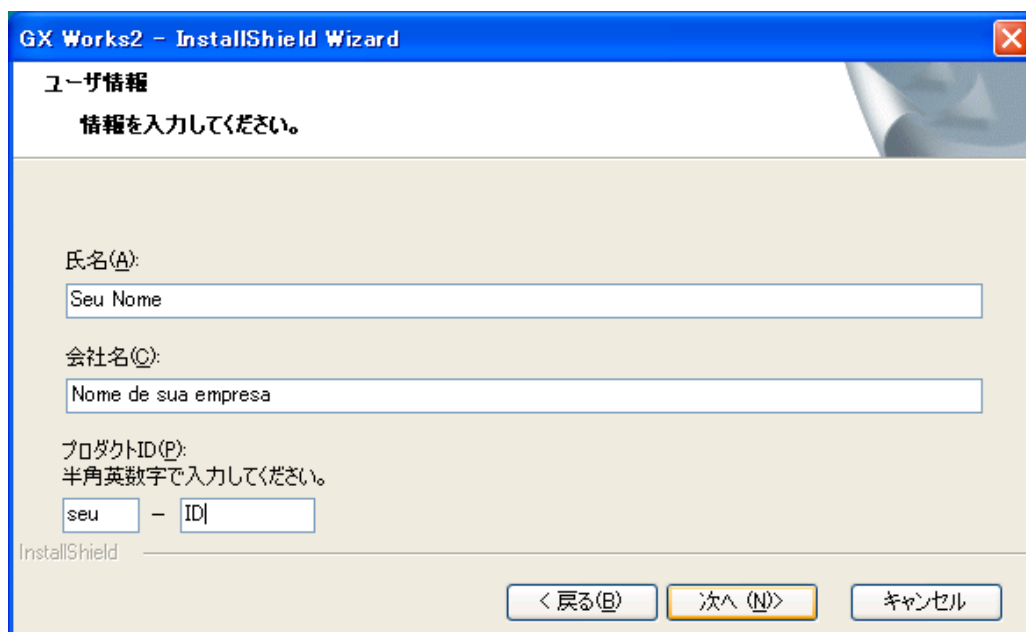 GX Works2 - InstallShield Wizard
ユーザ情報
情報を入力してください。
氏名(A):
Seu Nome
会社名(C):
Nome de sua empresa
プロダクトID(P):
半角英数字で入力してください。
seu - ID
InstallShield
< 戻る(B) 次へ (N)> キャンセル